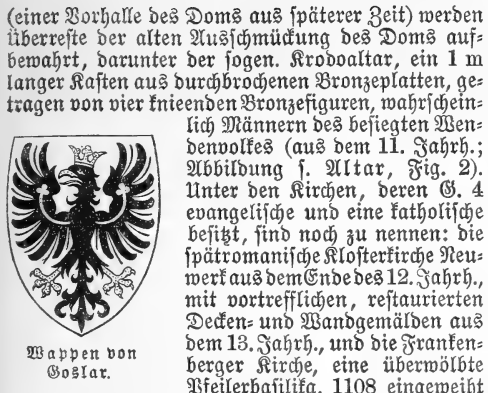 (einer Vorhalle des Doms aus späterer Zeit) werden
Überreste der alten Ausschmückung des Doms auf-
bewahrt, darunter der sogen. Krodoaltar, ein 1 m
langer Kasten aus durchbrochenen Bronzeplatten, ge-
tragen von vier knieenden Bronzefiguren, wahrschein-
lich Männern des besiegten Wen-
denvolkes (aus dem 11. Jahrh.;
Abbildung s. Altar, Fig. 2).
Unter den Kirchen, deren G. 4
evangelische und eine katholische
besitzt, sind noch zu nennen: die
spätromanische Klosterkirche Neu-
werk aus dem Ende des 12. Jahrh.,
mit vortrefflichen, restaurierten
Decken- und Wandgemälden aus
dem 13. Jahrh., und die Franken-
berger Kirche, eine überwölbte
Pfeilerbasilika, 1108 eingeweiht
Wappen von
Goslar.